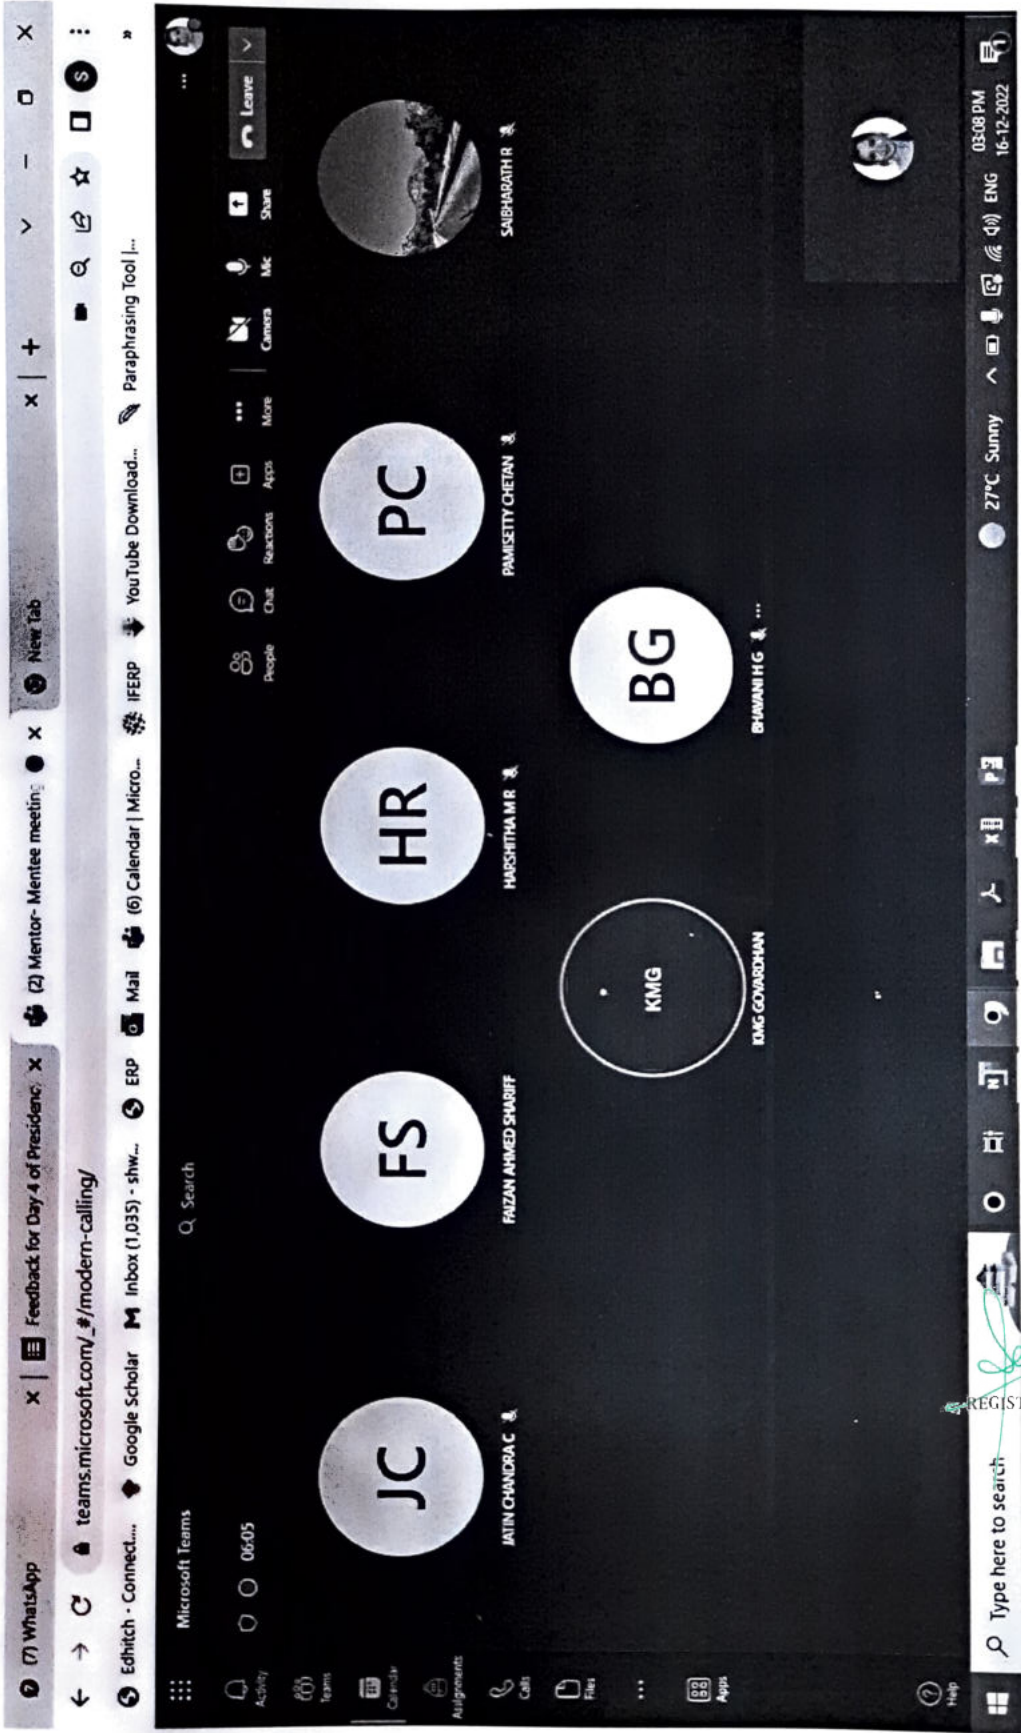 (7) WhatsApp
Feedback for Day 4 of Presidenc
(2) Mentor- Mentee meeting
New Tab
teams.microsoft.com/_#/modern-calling/
S
Edhitch - Connect....
Google Scholar
Inbox (1,035) - shw...
ERP
Mail
(6) Calendar | Micro...
IFERP
YouTube Download...
Paraphrasing Tool |...
»
Microsoft Teams
Search
...
06:05
People
Chat
Reactions
Apps
More
Camera
Mic
Share
Leave
Activity
Teams
Calendar
Assignments
Calls
Files
...
Apps
Help
JC
FS
HR
PC
JATIN CHANDRA C
FAIZAN AHMED SHARIFF
HARSHITHA M R
PAMISETTY CHETAN
SAIBHARATH R
KMG
BG
KMG GOVARDHAN
BHAVANI H G ...
REGIST
Type here to search
27°C Sunny
ENG
03:08 PM
16-12-2022
1